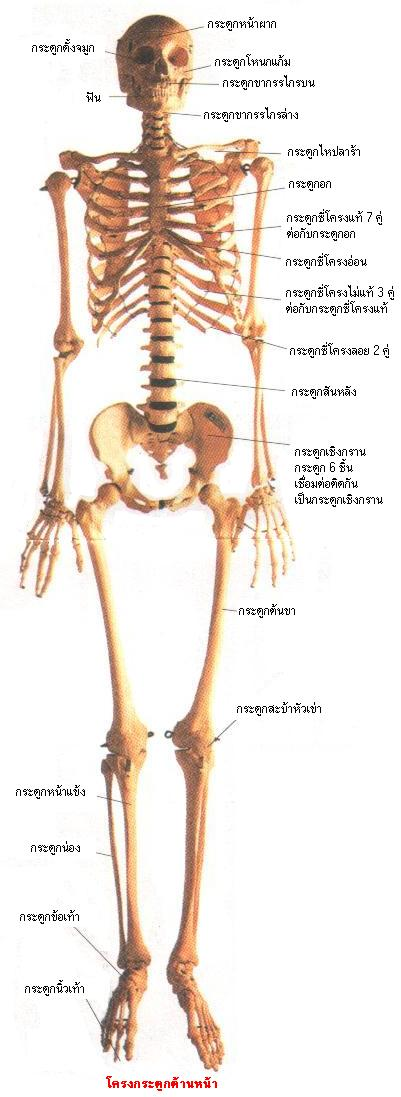 กระดูกหน้าผาก
กระดูกดั้งจมูก
กระดูกโหนกแก้ม
กระดูกขากรรไกรบน
ฟัน
กระดูกขากรรไกรล่าง
กระดูกไหปลาร้า
กระดูกอก
กระดูกซี่โครงแท้ 7 คู่
ต่อกับกระดูกอก
กระดูกซี่โครงอ่อน
กระดูกซี่โครงไม่แท้ 3 คู่
ต่อกับกระดูกซี่โครงแท้
กระดูกซี่โครงลอย 2 คู่
กระดูกสันหลัง
กระดูกเชิงกราน
กระดูก 6 ชิ้น
เชื่อมต่อติดกัน
เป็นกระดูกเชิงกราน
กระดูกต้นขา
กระดูกสะบ้าหัวเข่า
กระดูกหน้าแข้ง
กระดูกน่อง
กระดูกข้อเท้า
กระดูกนิ้วเท้า
โครงกระดูกด้านหน้า